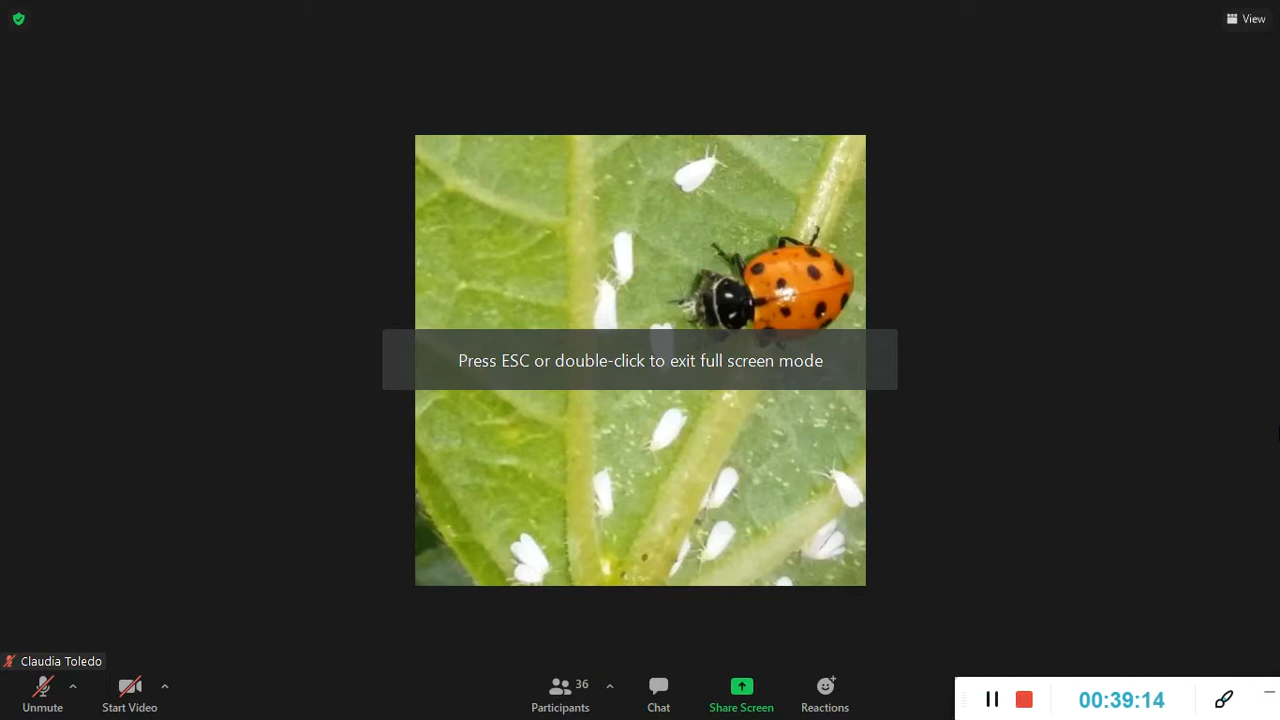 View
Press ESC or double-click to exit full screen mode
Claudia Toledo
Unmute
Start Video
36
Participants
Chat
Share Screen
Reactions
00:39:14